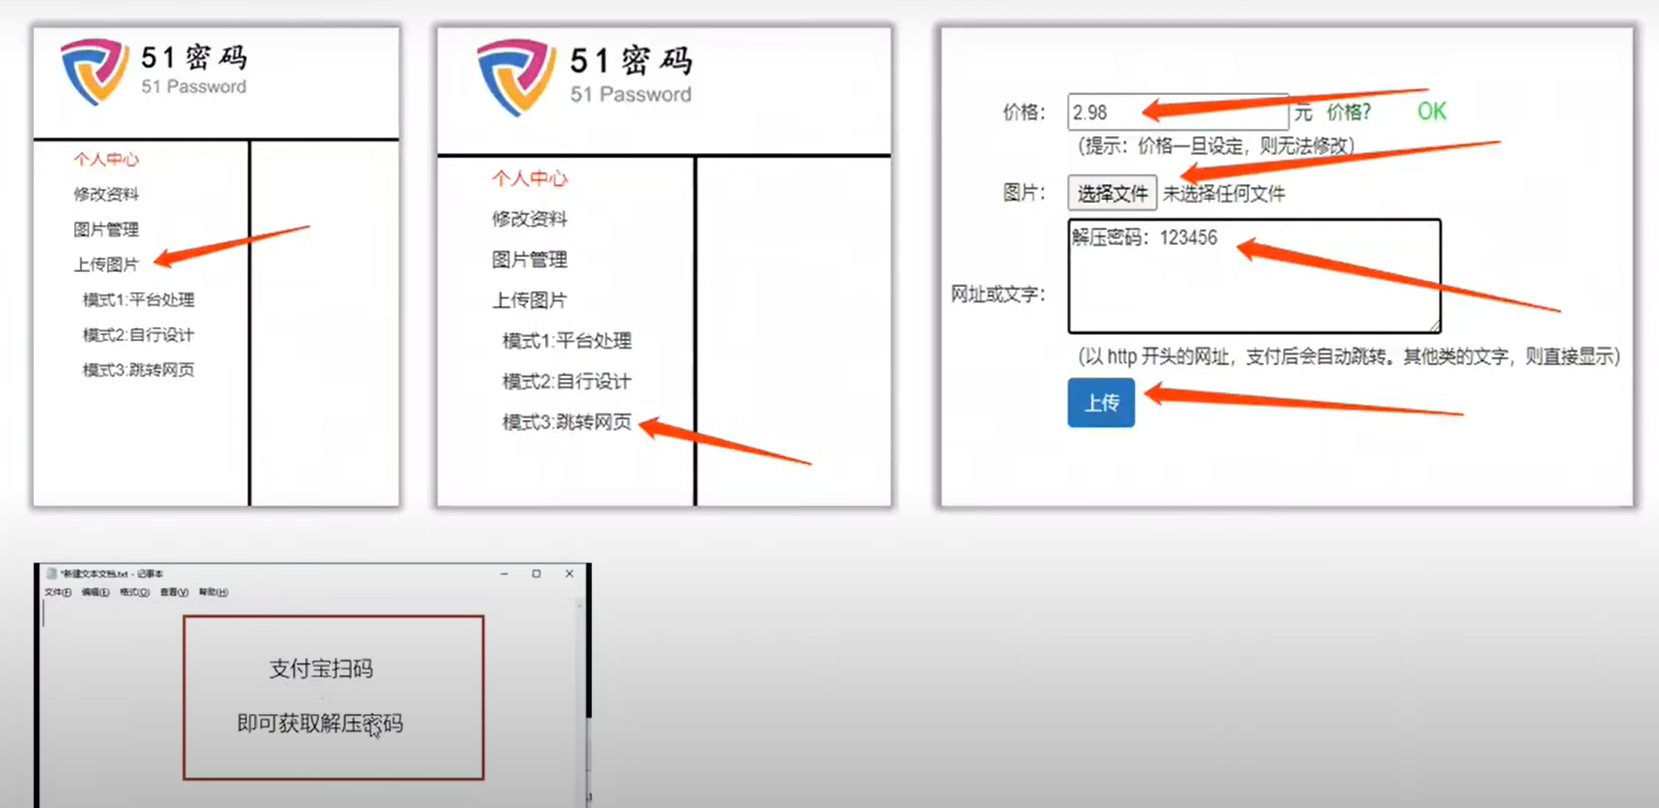 51密码
51 Password
个人中心
修改资料
图片管理
上传图片
模式1:平台处理
模式2:自行设计
模式3:跳转网页
51密码
51 Password
个人中心
修改资料
图片管理
上传图片
模式1:平台处理
模式2:自行设计
模式3:跳转网页
价格： 2.98 元 价格? OK
（提示：价格一旦设定，则无法修改）
图片： 选择文件 未选择任何文件
解压密码：123456
网址或文字：
（以 http 开头的网址，支付后会自动跳转。其他类的文字，则直接显示）
上传
*新建文本文档.txt - 记事本
文件(F) 编辑(E) 格式(O) 查看(V) 帮助(H)
支付宝扫码
即可获取解压密码